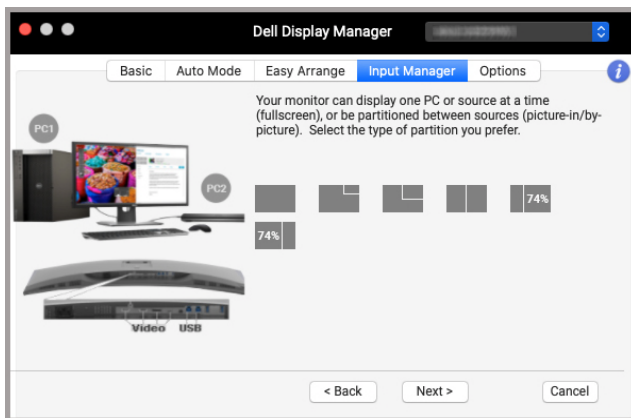 Dell Display Manager
Basic
Auto Mode
Easy Arrange
Input Manager
Options
i
Your monitor can display one PC or source at a time
(fullscreen), or be partitioned between sources (picture-in/by-
picture). Select the type of partition you prefer.
PC1
PC2
74%
74%
Video
USB
< Back
Next >
Cancel